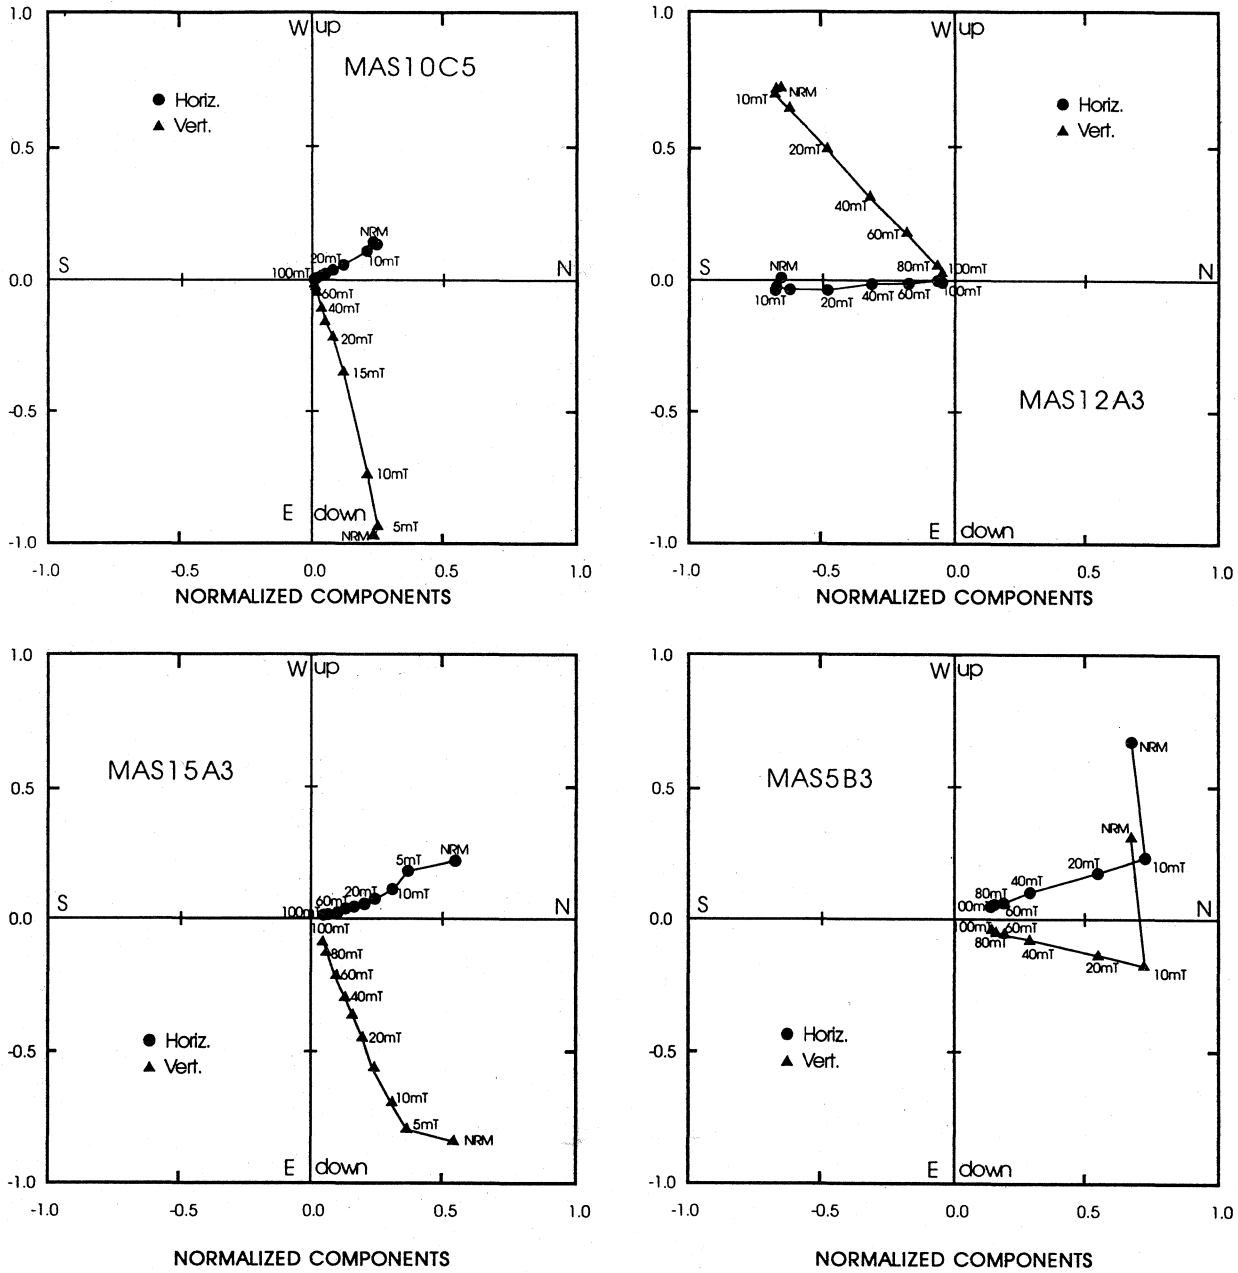 1.0
W up
MAS10C5
Horiz.
Vert.
0.5
NRM
20mT
10mT
S
100mT
N
0.0
60mT
40mT
20mT
15mT
-0.5
10mT
E down
5mT
NRM
-1.0
-1.0 -0.5 0.0 0.5 1.0
NORMALIZED COMPONENTS
1.0
W up
NRM
10mT
Horiz.
Vert.
0.5
20mT
40mT
60mT
S
NRM
80mT
100mT
N
0.0
10mT
20mT
40mT
60mT
100mT
MAS12A3
-0.5
E down
-1.0
-1.0 -0.5 0.0 0.5 1.0
NORMALIZED COMPONENTS
1.0
W up
MAS15A3
0.5
5mT
NRM
20mT
10mT
60mT
S
100mT
N
0.0
100mT
80mT
60mT
40mT
20mT
Horiz.
Vert.
-0.5
10mT
5mT
NRM
E down
-1.0
-1.0 -0.5 0.0 0.5 1.0
NORMALIZED COMPONENTS
1.0
W up
NRM
MAS5B3
0.5
NRM
20mT
10mT
40mT
80mT
S
00mT
60mT
N
0.0
100mT
60mT
80mT
40mT
20mT
10mT
Horiz.
Vert.
-0.5
E down
-1.0
-1.0 -0.5 0.0 0.5 1.0
NORMALIZED COMPONENTS